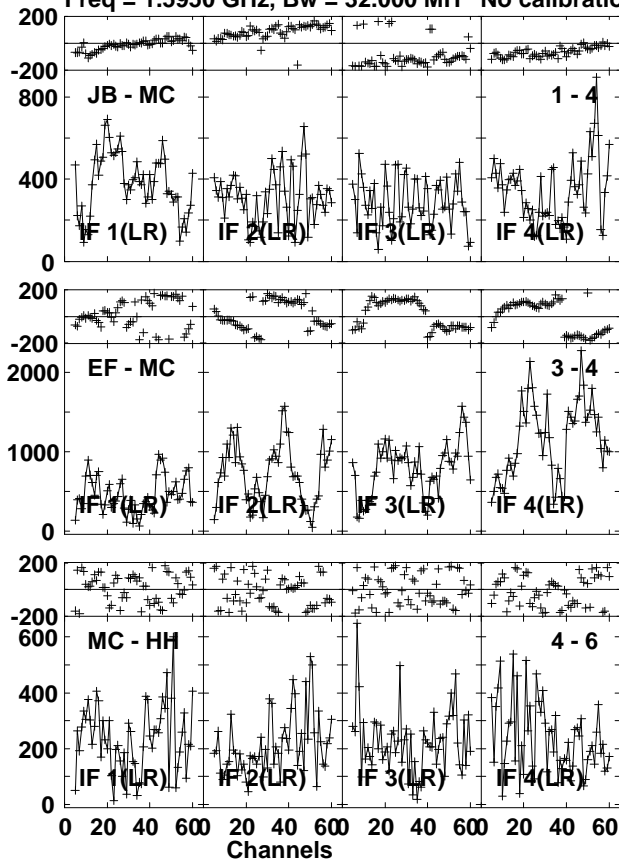 Freq = 1.5950 GHz, Bw = 32.000 MH No calibratio
200
0
-200
JB - MC
1 - 4
800
400
0
IF 1(LR) IF 2(LR) IF 3(LR) IF 4(LR)
200
0
-200
EF - MC
3 - 4
2000
1000
0
IF 1(LR) IF 2(LR) IF 3(LR) IF 4(LR)
200
0
-200
MC - HH
4 - 6
600
400
200
0
IF 1(LR) IF 2(LR) IF 3(LR) IF 4(LR)
0 20 40 60 0 20 40 60 0 20 40 60 0 20 40 60
Channels